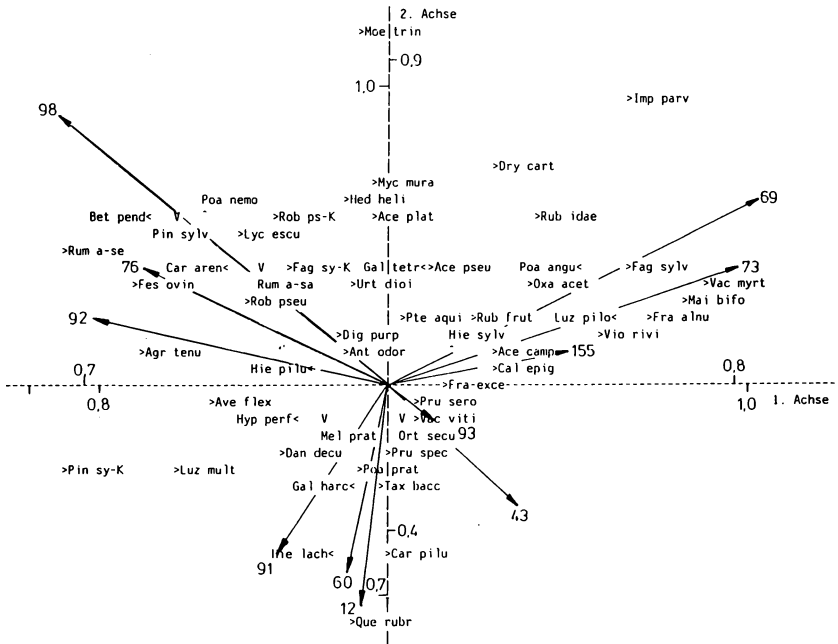 2. Achse
>Moe trin
0,9
1,0
>Imp parv
98
>Dry cart
>Myc mura
Poa nemo >Hed heli
69
Bet pend< V >Rob ps-K >Ace plat >Rub idae
Pin sylv >Lyc escu
>Rum a-se
76 Car aren< V >Fag sy-K Gal tetr<>Ace pseu Poa angu< >Fag sylv 73
>Fes ovin Rum a-sa >Urt dioi >Oxa acet >Vac myrt
>Rob pseu >Mai bifo
92 >Pte aqui >Rub frut Luz pilo< >Fra alnu
>Dig purp Hie sylv >Vio rivi
>Agr tenu >Ant odor >Ace camp 155
Hie pilu< >Cal epig
0,7 >Fra exce 0,8
0,8 >Ave flex >Pru sero 1,0 1. Achse
Hyp perf< V V >Vac viti
Mel prat Ort secu 93
>Dan decu >Pru spec
>Pin sy-K >Luz mult >Poa prat
Gal harc< >Tax bacc
43
0,4
Hie lach< >Car pilu
91 60 0,7
12
>Que rubr